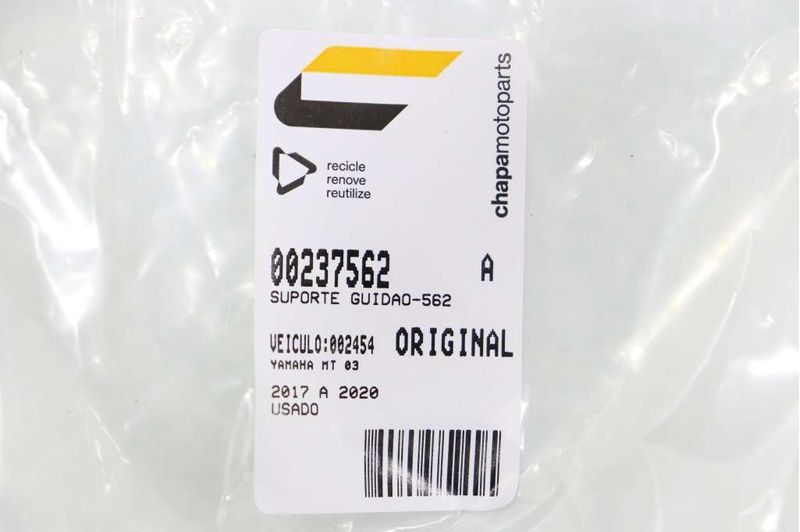 chapamotoparts
recicle
renove
reutilize
00237562 A
SUPORTE GUIDAO-562
VEICULO:002454 ORIGINAL
YAMAHA MT 03
2017 A 2020
USADO